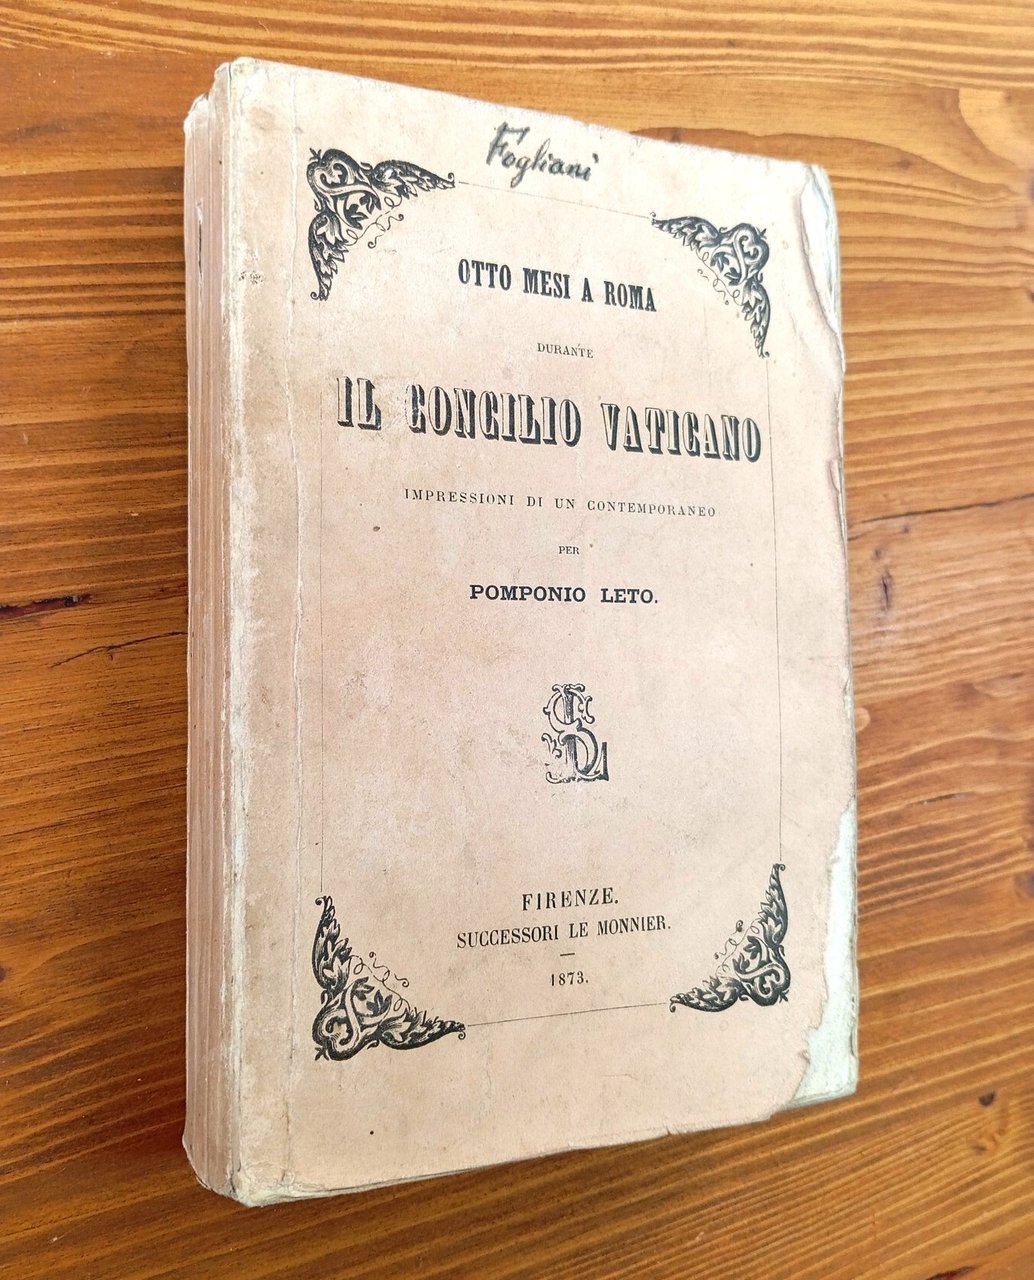 Fogliani
OTTO MESI A ROMA
DURANTE
IL CONCILIO VATICANO
IMPRESSIONI DI UN CONTEMPORANEO
PER
POMPONIO LETO.
SL
FIRENZE.
SUCCESSORI LE MONNIER.
1873.